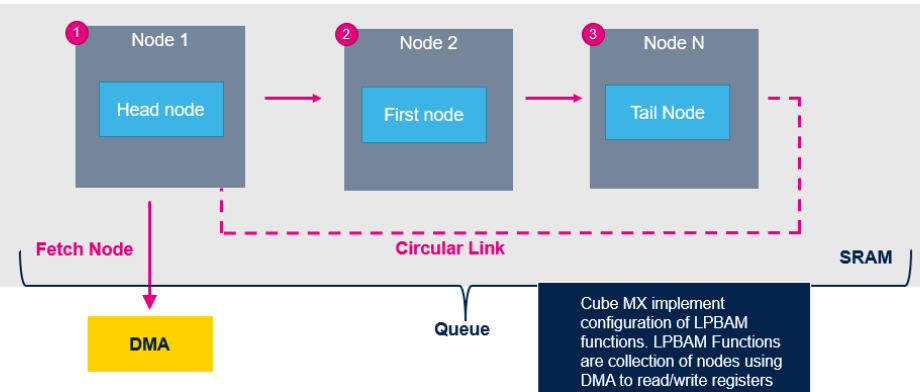 1
Node 1
Head node
2
Node 2
First node
3
Node N
Tail Node
Fetch Node
Circular Link
SRAM
DMA
Queue
Cube MX implement
configuration of LPBAM
functions. LPBAM Functions
are collection of nodes using
DMA to read/write registers